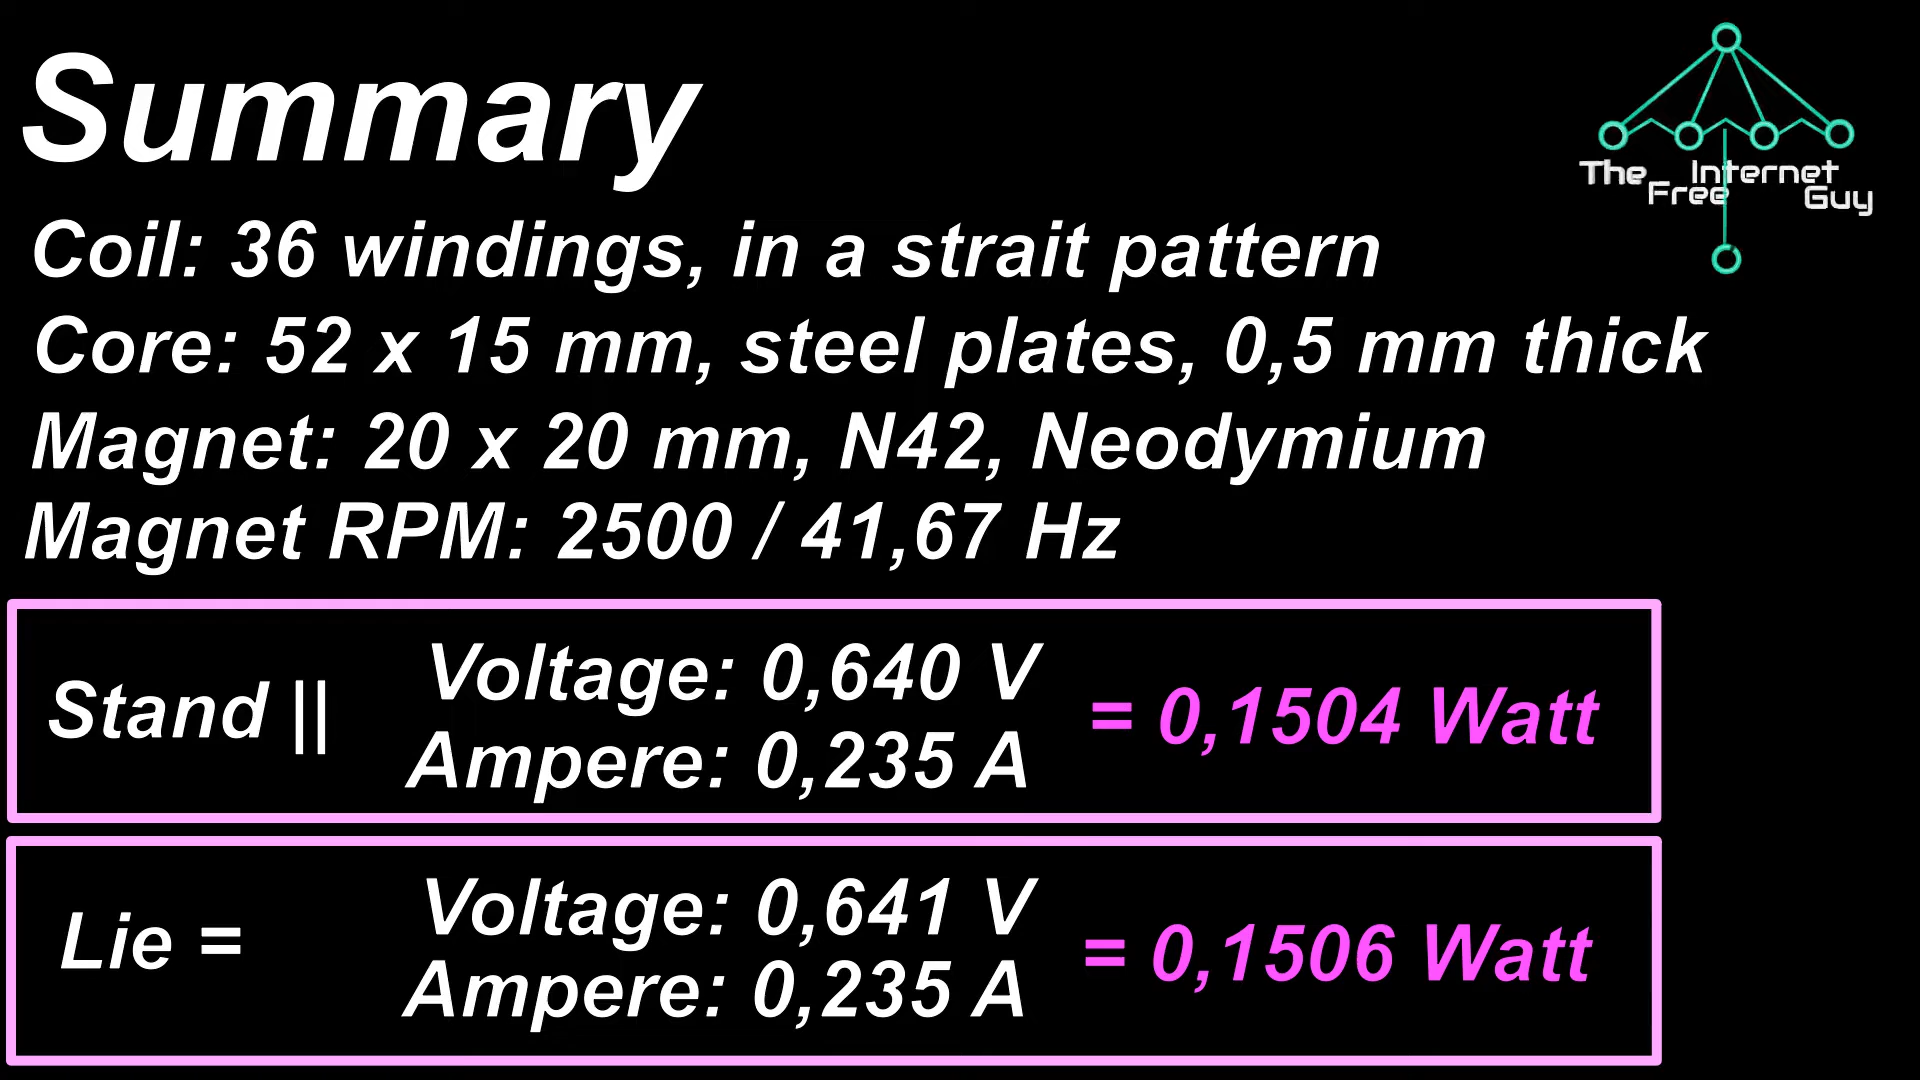 Summary
The Free Internet Guy
Coil: 36 windings, in a strait pattern
Core: 52 x 15 mm, steel plates, 0,5 mm thick
Magnet: 20 x 20 mm, N42, Neodymium
Magnet RPM: 2500 / 41,67 Hz
Stand ||
Voltage: 0,640 V
Ampere: 0,235 A
= 0,1504 Watt
Lie =
Voltage: 0,641 V
Ampere: 0,235 A
= 0,1506 Watt